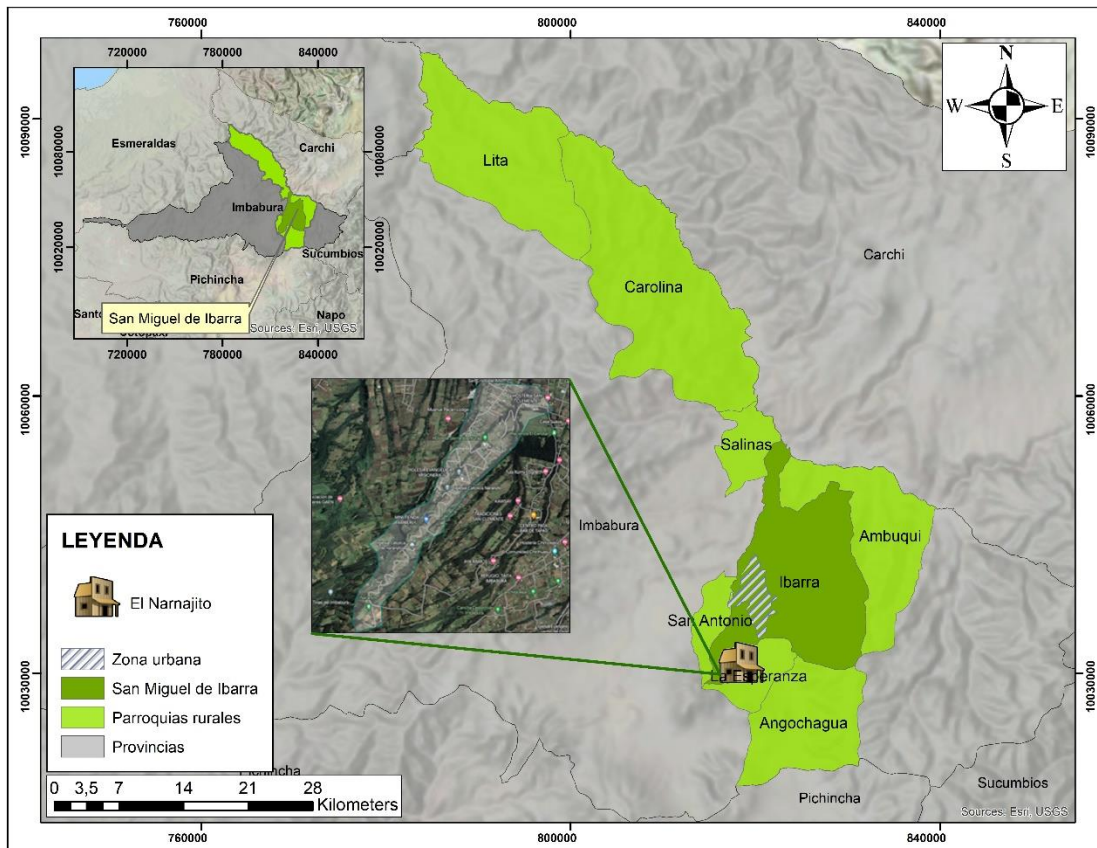 760000
800000
840000
720000
780000
840000
10090000
10080000
10020000
10080000
10020000
Esmeraldas
Carchi
Imbabura
Sucumbios
Pichincha
Napo
San Miguel de Ibarra
Sources: Esri, USGS
720000
780000
840000
N
W E
S
10090000
Lita
Carchi
Carolina
10060000
10060000
Salinas
Imbabura
Ambuqui
Ibarra
San Antonio
La Esperanza
10030000
10030000
Angochagua
Sucumbios
Pichincha
Pichincha
LEYENDA
El Narnajito
Zona urbana
San Miguel de Ibarra
Parroquias rurales
Provincias
0 3,5 7 14 21 28
Kilometers
Sources: Esri, USGS
760000
800000
840000
10090000